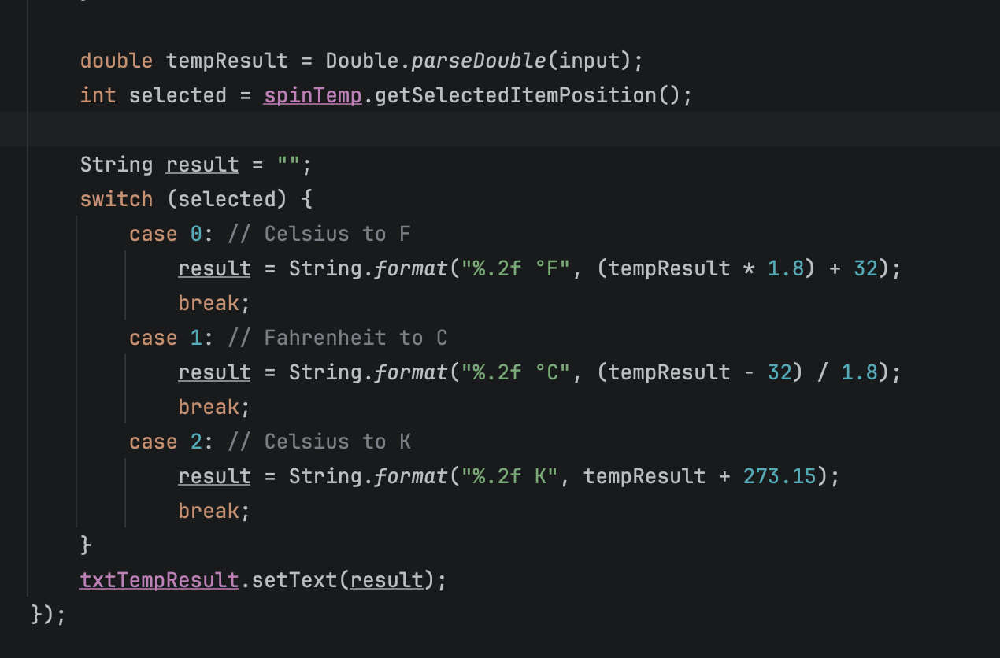 double tempResult = Double.parseDouble(input);
int selected = spinTemp.getSelectedItemPosition();
String result = "";
switch (selected) {
case 0: // Celsius to F
result = String.format("%.2f °F", (tempResult * 1.8) + 32);
break;
case 1: // Fahrenheit to C
result = String.format("%.2f °C", (tempResult - 32) / 1.8);
break;
case 2: // Celsius to K
result = String.format("%.2f K", tempResult + 273.15);
break;
}
txtTempResult.setText(result);
});